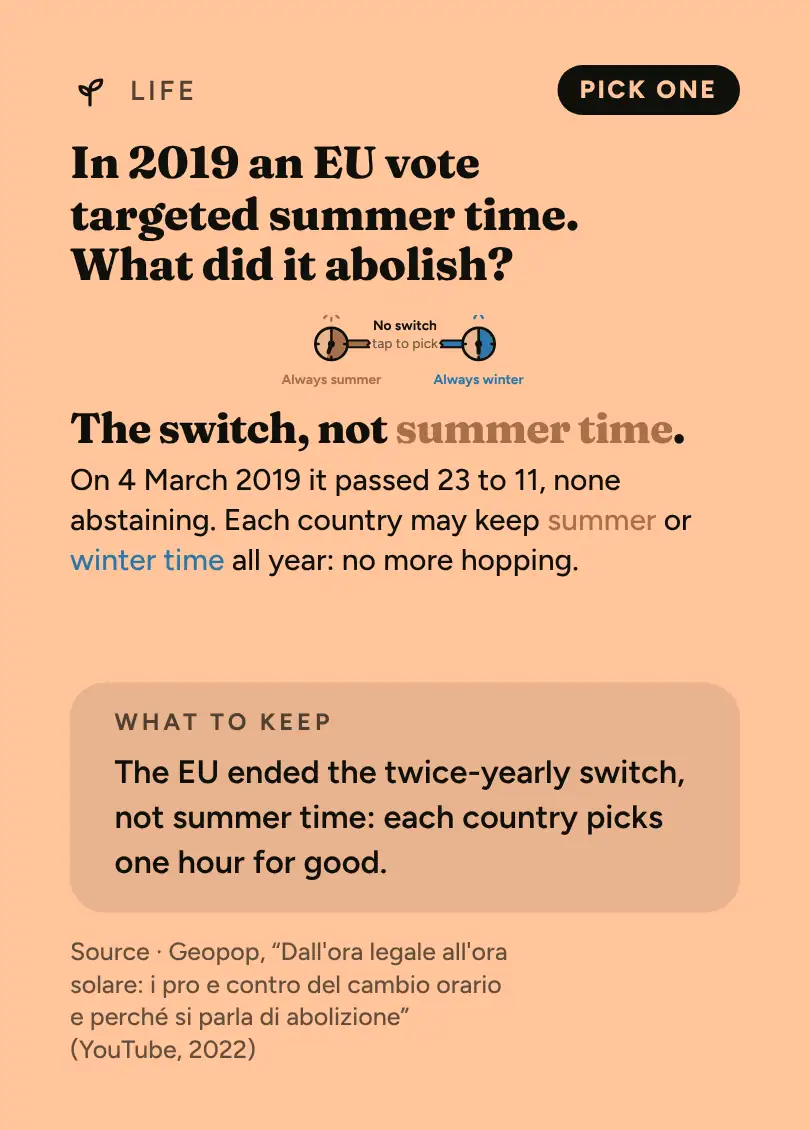 LIFE
PICK ONE
In 2019 an EU vote
targeted summer time.
What did it abolish?
No switch
tap to pick
Always summer
Always winter
The switch, not summer time.
On 4 March 2019 it passed 23 to 11, none
abstaining. Each country may keep summer or
winter time all year: no more hopping.
WHAT TO KEEP
The EU ended the twice-yearly switch,
not summer time: each country picks
one hour for good.
Source · Geopop, “Dall'ora legale all'ora
solare: i pro e contro del cambio orario
e perché si parla di abolizione”
(YouTube, 2022)